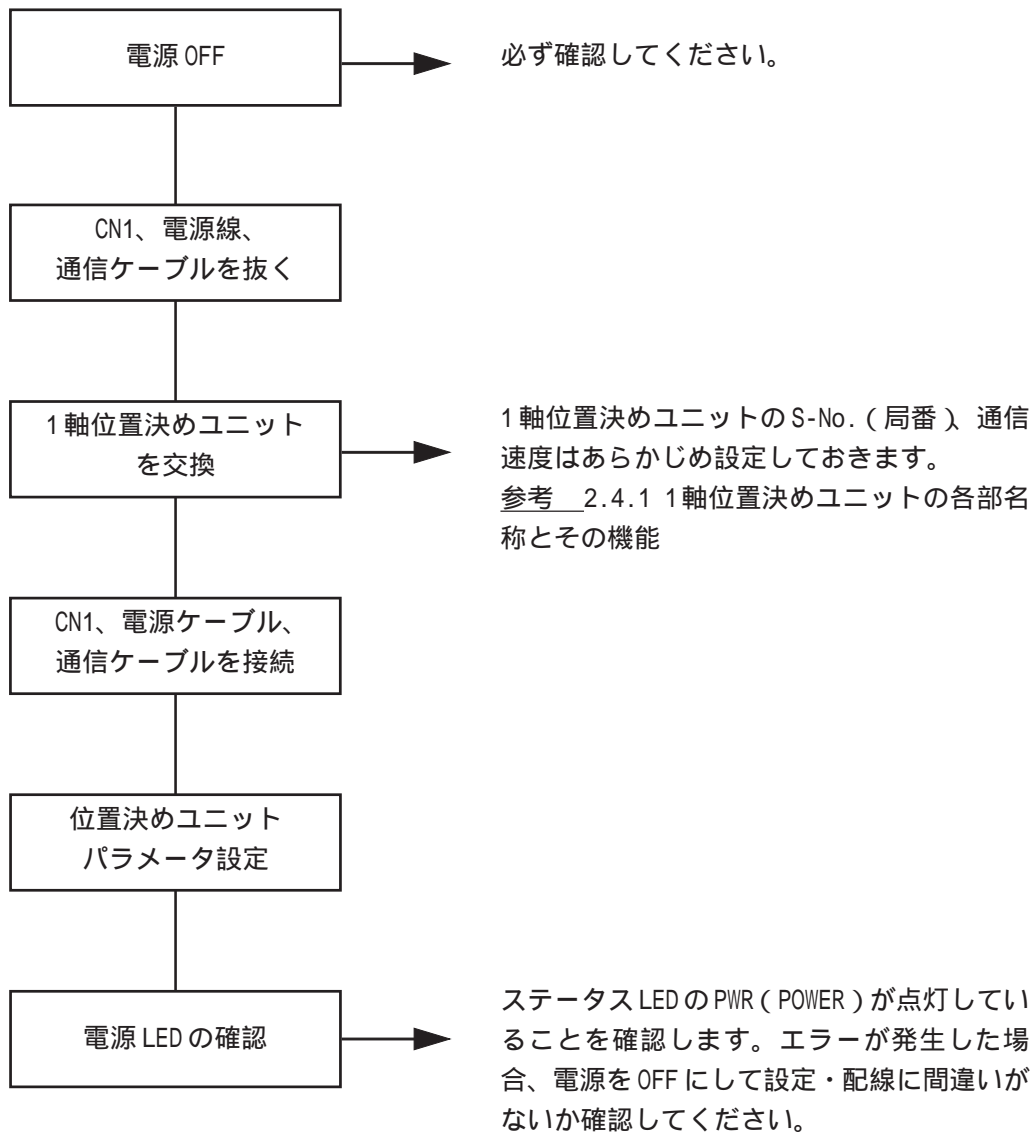 電源 OFF
必ず確認してください。
CN1、電源線、
通信ケーブルを抜く
1軸位置決めユニット
を交換
1軸位置決めユニットの S-No.(局番)、通信
速度はあらかじめ設定しておきます。
参考 2.4.1 1軸位置決めユニットの各部名
称とその機能
CN1、電源ケーブル、
通信ケーブルを接続
位置決めユニット
パラメータ設定
電源 LED の確認
ステータス LED の PWR(POWER)が点灯してい
ることを確認します。エラーが発生した場
合、電源を OFF にして設定・配線に間違いが
ないか確認してください。